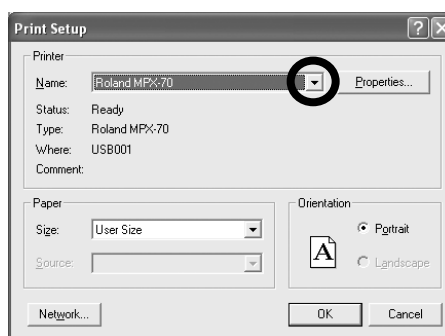 Print Setup
Printer
Name: Roland MPX-70 Properties...
Status: Ready
Type: Roland MPX-70
Where: USB001
Comment:
Paper
Size: User Size
Source:
Orientation
A
Portrait
Landscape
Network... OK Cancel